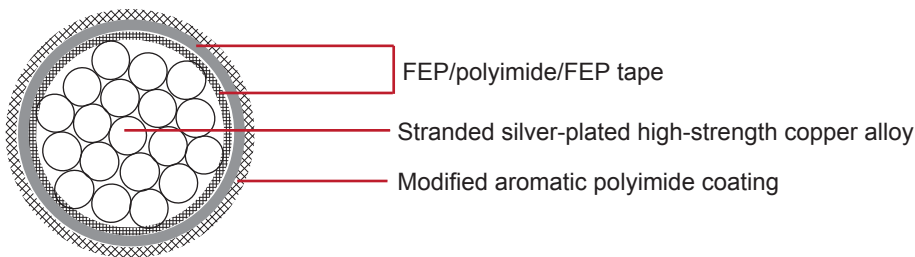 FEP/polyimide/FEP tape
Stranded silver-plated high-strength copper alloy
Modified aromatic polyimide coating